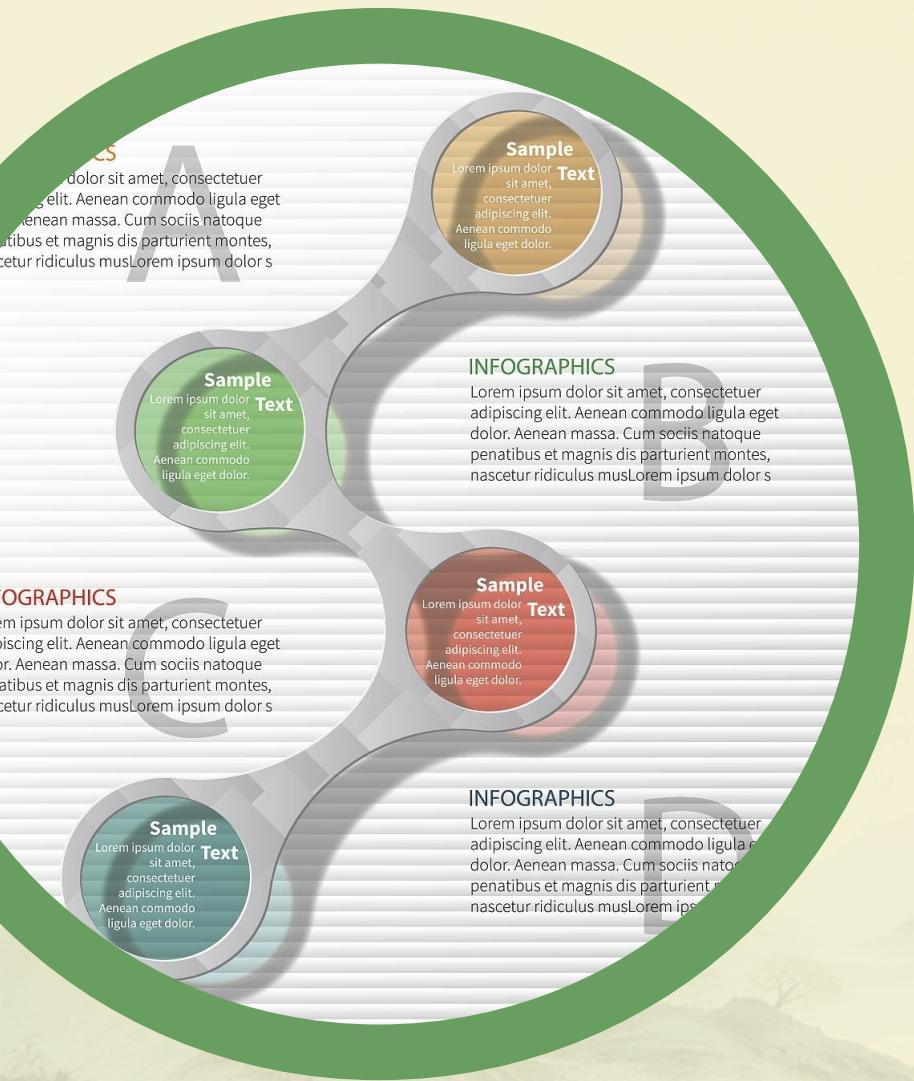 CS
A
dolor sit amet, consectetuer
elit. Aenean commodo ligula eget
Aenean massa. Cum sociis natoque
et magnis dis parturient montes,
ridiculus musLorem ipsum dolor s
Sample
Text
Lorem ipsum dolor
sit amet,
consectetuer
adipiscing elit.
Aenean commodo
ligula eget dolor.
Sample
Text
Lorem ipsum dolor
sit amet,
consectetuer
adipiscing elit.
Aenean commodo
ligula eget dolor.
INFOGRAPHICS
B
Lorem ipsum dolor sit amet, consectetuer
adipiscing elit. Aenean commodo ligula eget
dolor. Aenean massa. Cum sociis natoque
penatibus et magnis dis parturient montes,
nascetur ridiculus musLorem ipsum dolor s
OGRAPHICS
C
ipsum dolor sit amet, consectetuer
elit. Aenean commodo ligula eget
Aenean massa. Cum sociis natoque
et magnis dis parturient montes,
ridiculus musLorem ipsum dolor s
Sample
Text
Lorem ipsum dolor
sit amet,
consectetuer
adipiscing elit.
Aenean commodo
ligula eget dolor.
Sample
Text
Lorem ipsum dolor
sit amet,
consectetuer
adipiscing elit.
Aenean commodo
ligula eget dolor.
INFOGRAPHICS
D
Lorem ipsum dolor sit amet, consectetuer
adipiscing elit. Aenean commodo ligula
dolor. Aenean massa. Cum sociis
penatibus et magnis dis parturient
nascetur ridiculus musLorem